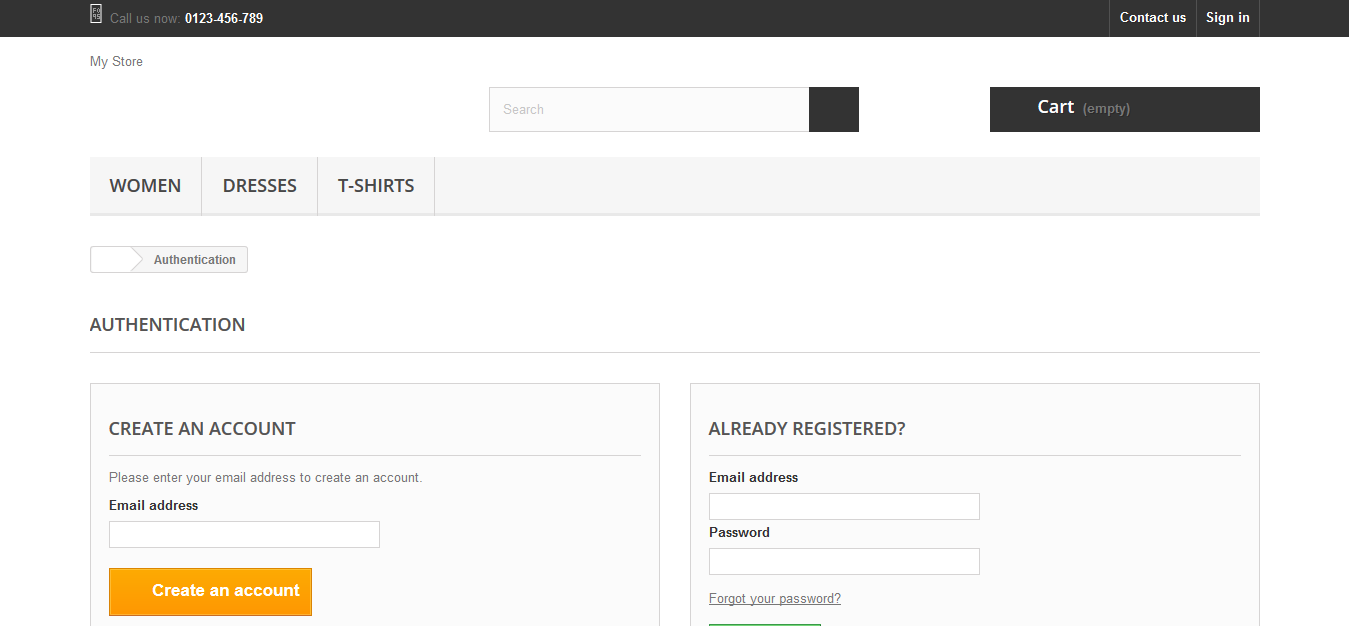 Call us now: 0123-456-789
Contact us
Sign in
My Store
Search
Cart (empty)
WOMEN
DRESSES
T-SHIRTS
Authentication
AUTHENTICATION
CREATE AN ACCOUNT
Please enter your email address to create an account.
Email address
Create an account
ALREADY REGISTERED?
Email address
Password
Forgot your password?